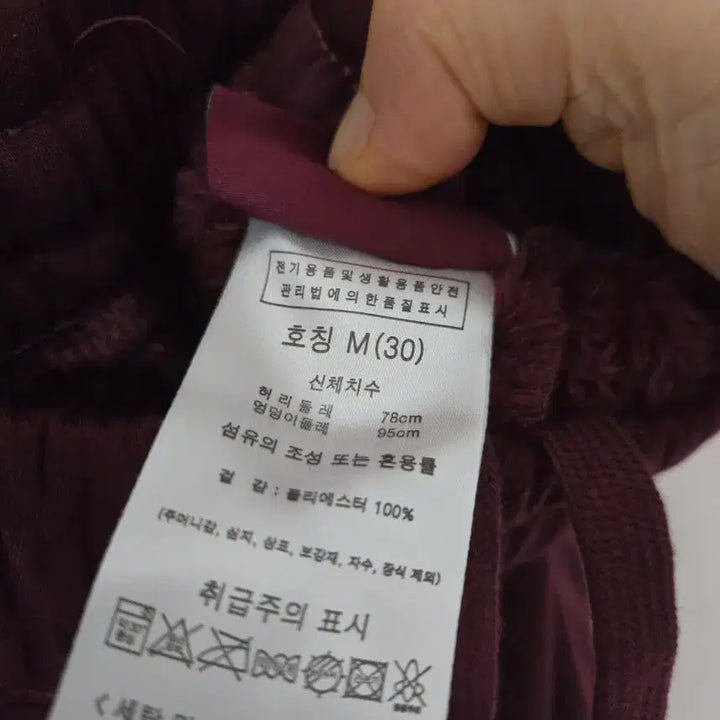 전기용품및생활용품안전
관리법에의한품질표시
호칭 M(30)
신체치수
허리둘레 78cm
엉덩이둘레 95cm
섬유의 조성 또는 혼용률
겉 감 : 폴리에스터 100%
(주머니감, 심지, 상표, 보강재, 자수, 장식 제외)
취급주의 표시
< 세탁